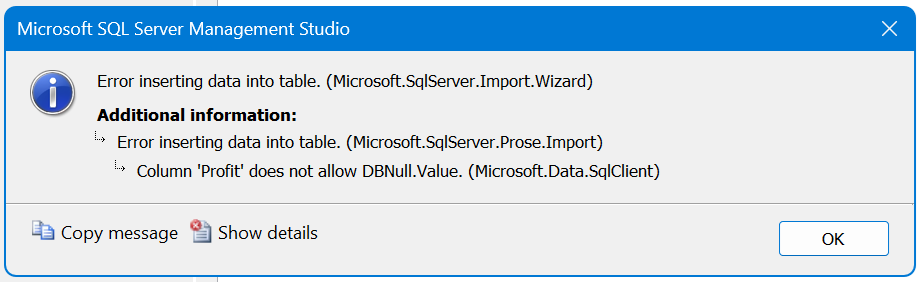 Microsoft SQL Server Management Studio
Error inserting data into table. (Microsoft.SqlServer.Import.Wizard)
Additional information:
Error inserting data into table. (Microsoft.SqlServer.Prose.Import)
Column 'Profit' does not allow DBNull.Value. (Microsoft.Data.SqlClient)
Copy message Show details OK